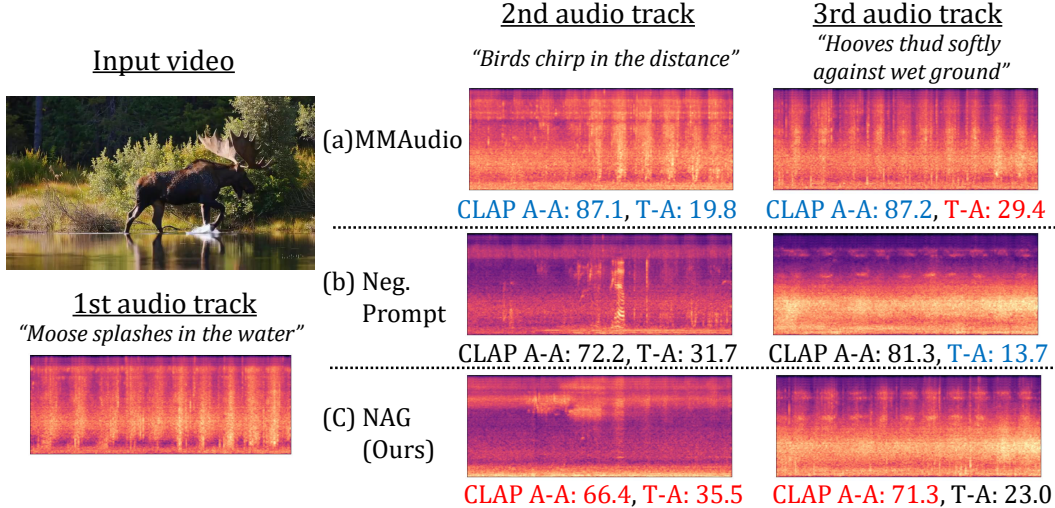 Input video
1st audio track
“Moose splashes in the water”
2nd audio track
“Birds chirp in the distance”
3rd audio track
“Hooves thud softly
against wet ground”
(a)MMAudio
CLAP A-A: 87.1, T-A: 19.8
CLAP A-A: 87.2, T-A: 29.4
(b) Neg.
Prompt
CLAP A-A: 72.2, T-A: 31.7
CLAP A-A: 81.3, T-A: 13.7
(C) NAG
(Ours)
CLAP A-A: 66.4, T-A: 35.5
CLAP A-A: 71.3, T-A: 23.0